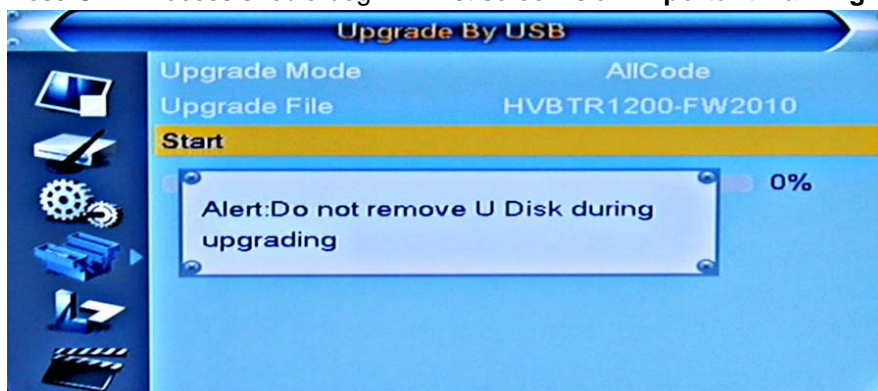 Upgrade By USB
Upgrade Mode AllCode
Upgrade File HVBTR1200-FW2010
Start
0%
Alert:Do not remove U Disk during
upgrading